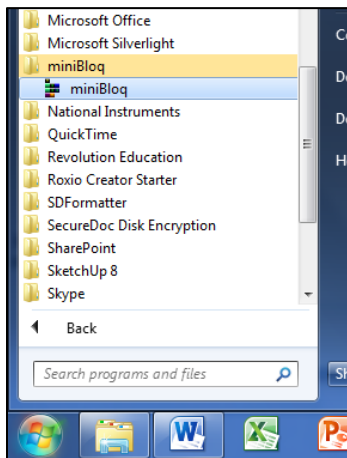 Microsoft Office
Microsoft Silverlight
miniBloq
miniBloq
National Instruments
QuickTime
Revolution Education
Roxio Creator Starter
SDFormatter
SecureDoc Disk Encryption
SharePoint
SketchUp 8
Skype
Back
Search programs and files